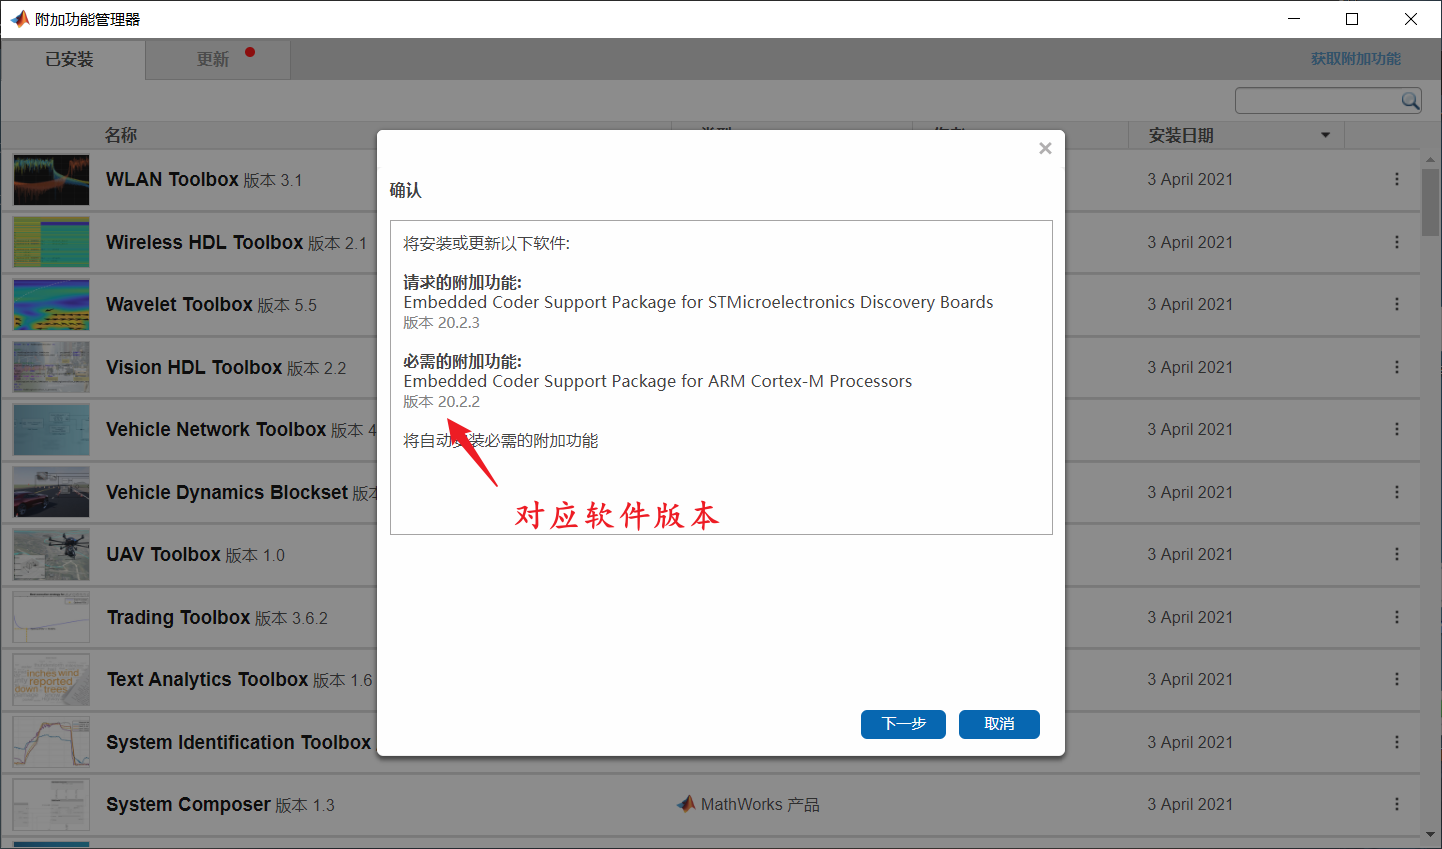 附加功能管理器
已安装
更新
获取附加功能
名称
安装日期
WLAN Toolbox 版本 3.1
3 April 2021
Wireless HDL Toolbox 版本 2.1
3 April 2021
Wavelet Toolbox 版本 5.5
3 April 2021
Vision HDL Toolbox 版本 2.2
3 April 2021
Vehicle Network Toolbox 版本 4
3 April 2021
Vehicle Dynamics Blockset 版本
3 April 2021
UAV Toolbox 版本 1.0
3 April 2021
Trading Toolbox 版本 3.6.2
3 April 2021
Text Analytics Toolbox 版本 1.6
3 April 2021
System Identification Toolbox
3 April 2021
System Composer 版本 1.3
MathWorks 产品
3 April 2021
确认
将安装或更新以下软件:
请求的附加功能:
Embedded Coder Support Package for STMicroelectronics Discovery Boards
版本 20.2.3
必需的附加功能:
Embedded Coder Support Package for ARM Cortex-M Processors
版本 20.2.2
将自动安装必需的附加功能
对应软件版本
下一步
取消